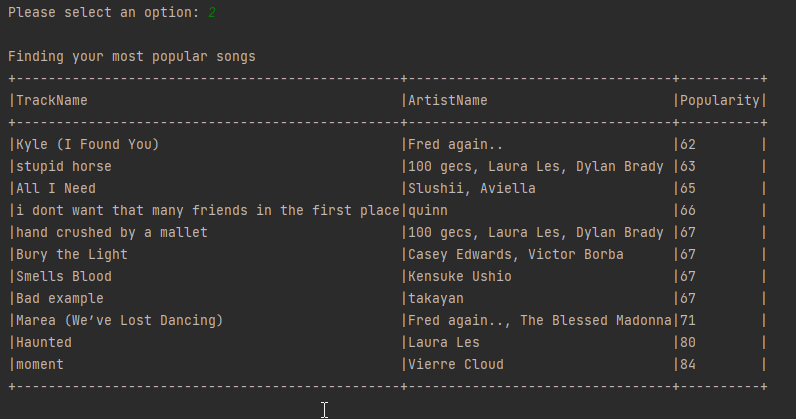 Please select an option: 2
Finding your most popular songs
+------------------------------------------------+---------------------------------+----------+
|TrackName                                       |ArtistName                       |Popularity|
+------------------------------------------------+---------------------------------+----------+
|Kyle (I Found You)                              |Fred again..                     |62        |
|stupid horse                                    |100 gecs, Laura Les, Dylan Brady |63        |
|All I Need                                      |Slushii, Aviella                 |65        |
|i dont want that many friends in the first place|quinn                            |66        |
|hand crushed by a mallet                        |100 gecs, Laura Les, Dylan Brady |67        |
|Bury the Light                                  |Casey Edwards, Victor Borba      |67        |
|Smells Blood                                    |Kensuke Ushio                    |67        |
|Bad example                                     |takayan                          |67        |
|Marea (We’ve Lost Dancing)                      |Fred again.., The Blessed Madonna|71        |
|Haunted                                         |Laura Les                        |80        |
|moment                                          |Vierre Cloud                     |84        |
+------------------------------------------------+---------------------------------+----------+